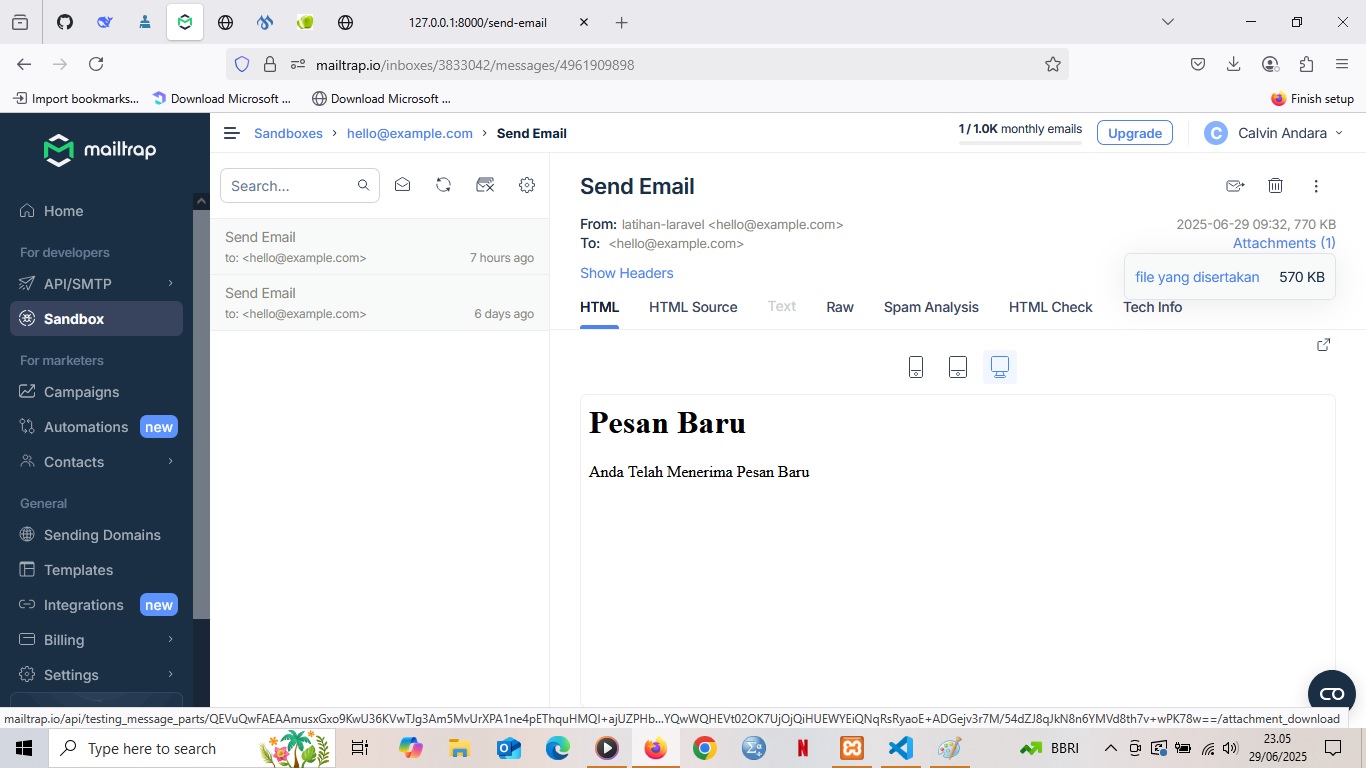 127.0.0.1:8000/send-email
mailtrap.io/inboxes/3833042/messages/4961909898
Import bookmarks...
Download Microsoft ...
Download Microsoft ...
Finish setup
mailtrap
Sandboxes > hello@example.com > Send Email
1 / 1.0K monthly emails
Upgrade
C
Calvin Andara
Home
For developers
API/SMTP
Sandbox
For marketers
Campaigns
Automations new
Contacts
General
Sending Domains
Templates
Integrations new
Billing
Settings
Search...
Send Email
to: <hello@example.com> 7 hours ago
Send Email
to: <hello@example.com> 6 days ago
Send Email
From: latihan-laravel <hello@example.com>
2025-06-29 09:32, 770 KB
To: <hello@example.com>
Attachments (1)
Show Headers
file yang disertakan 570 KB
HTML HTML Source Text Raw Spam Analysis HTML Check Tech Info
Pesan Baru
Anda Telah Menerima Pesan Baru
mailtrap.io/api/testing_message_parts/QEVuQwFAEAAmusxGxo9KwU36KVwTJg3Am5MvUrXPA1ne4pEThquHMQI+ajUZPHb...YQwWQHEVt02OK7UjOjQiHUEWYEiQNqRsRyaoE+ADGejv3r7M/54dZJ8qJkN8n6YMVd8th7v+wPK78w==/attachment_download
Type here to search
BBRI
23.05
29/06/2025